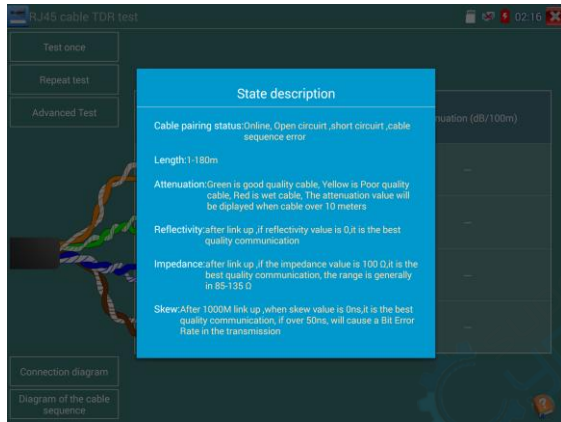 RJ45 cable TDR test
02:16
Test once
Repeat test
Advanced Test
nuation (dB/100m)
State description
Cable pairing status:Online, Open circuirt ,short circuirt ,cable
sequence error
Length:1-180m
Attenuation:Green is good quality cable, Yellow is Poor quality
cable, Red is wet cable, The attenuation value will
be diplayed when cable over 10 meters
Reflectivity:after link up ,if reflectivity value is 0,it is the best
quality communication
Impedance:after link up ,if the impedance value is 100 Ω,it is the
best quality communication, the range is generally
in 85-135 Ω
Skew:After 1000M link up ,when skew value is 0ns,it is the best
quality communication, if over 50ns, will cause a Bit Error
Rate in the transmission
Connection diagram
Diagram of the cable
sequence